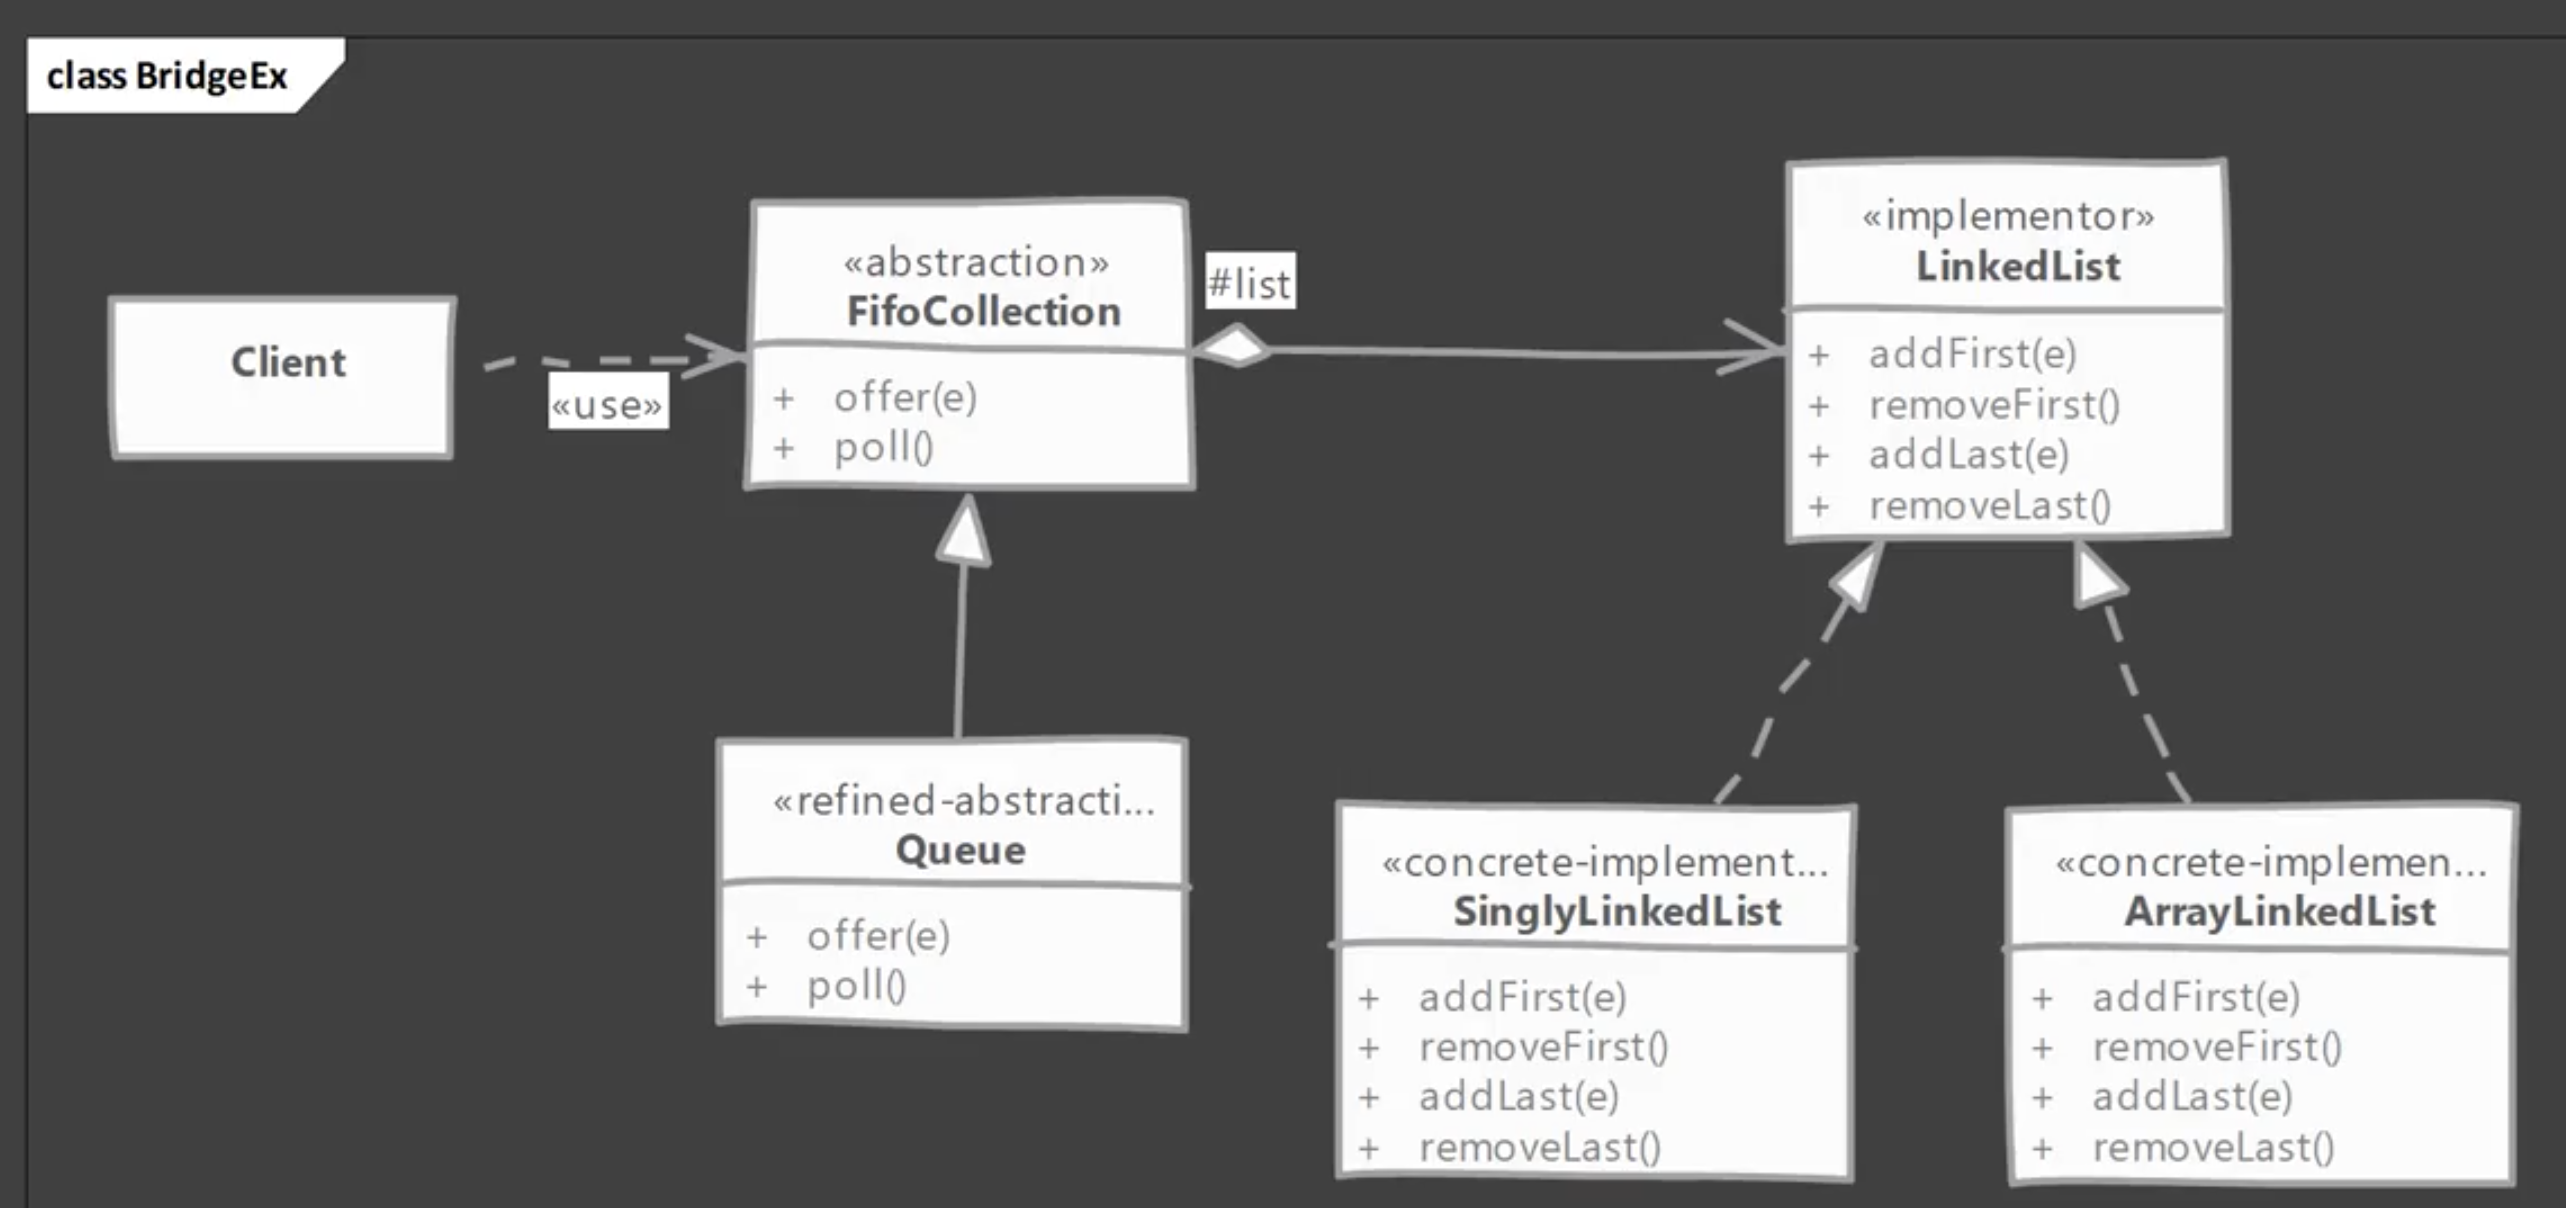 class BridgeEx
Client
«use»
«abstraction»
FifoCollection
+ offer(e)
+ poll()
#list
«implementor»
LinkedList
+ addFirst(e)
+ removeFirst()
+ addLast(e)
+ removeLast()
«refined-abstracti...
Queue
+ offer(e)
+ poll()
«concrete-implement...
SinglyLinkedList
+ addFirst(e)
+ removeFirst()
+ addLast(e)
+ removeLast()
«concrete-implemen...
ArrayLinkedList
+ addFirst(e)
+ removeFirst()
+ addLast(e)
+ removeLast()